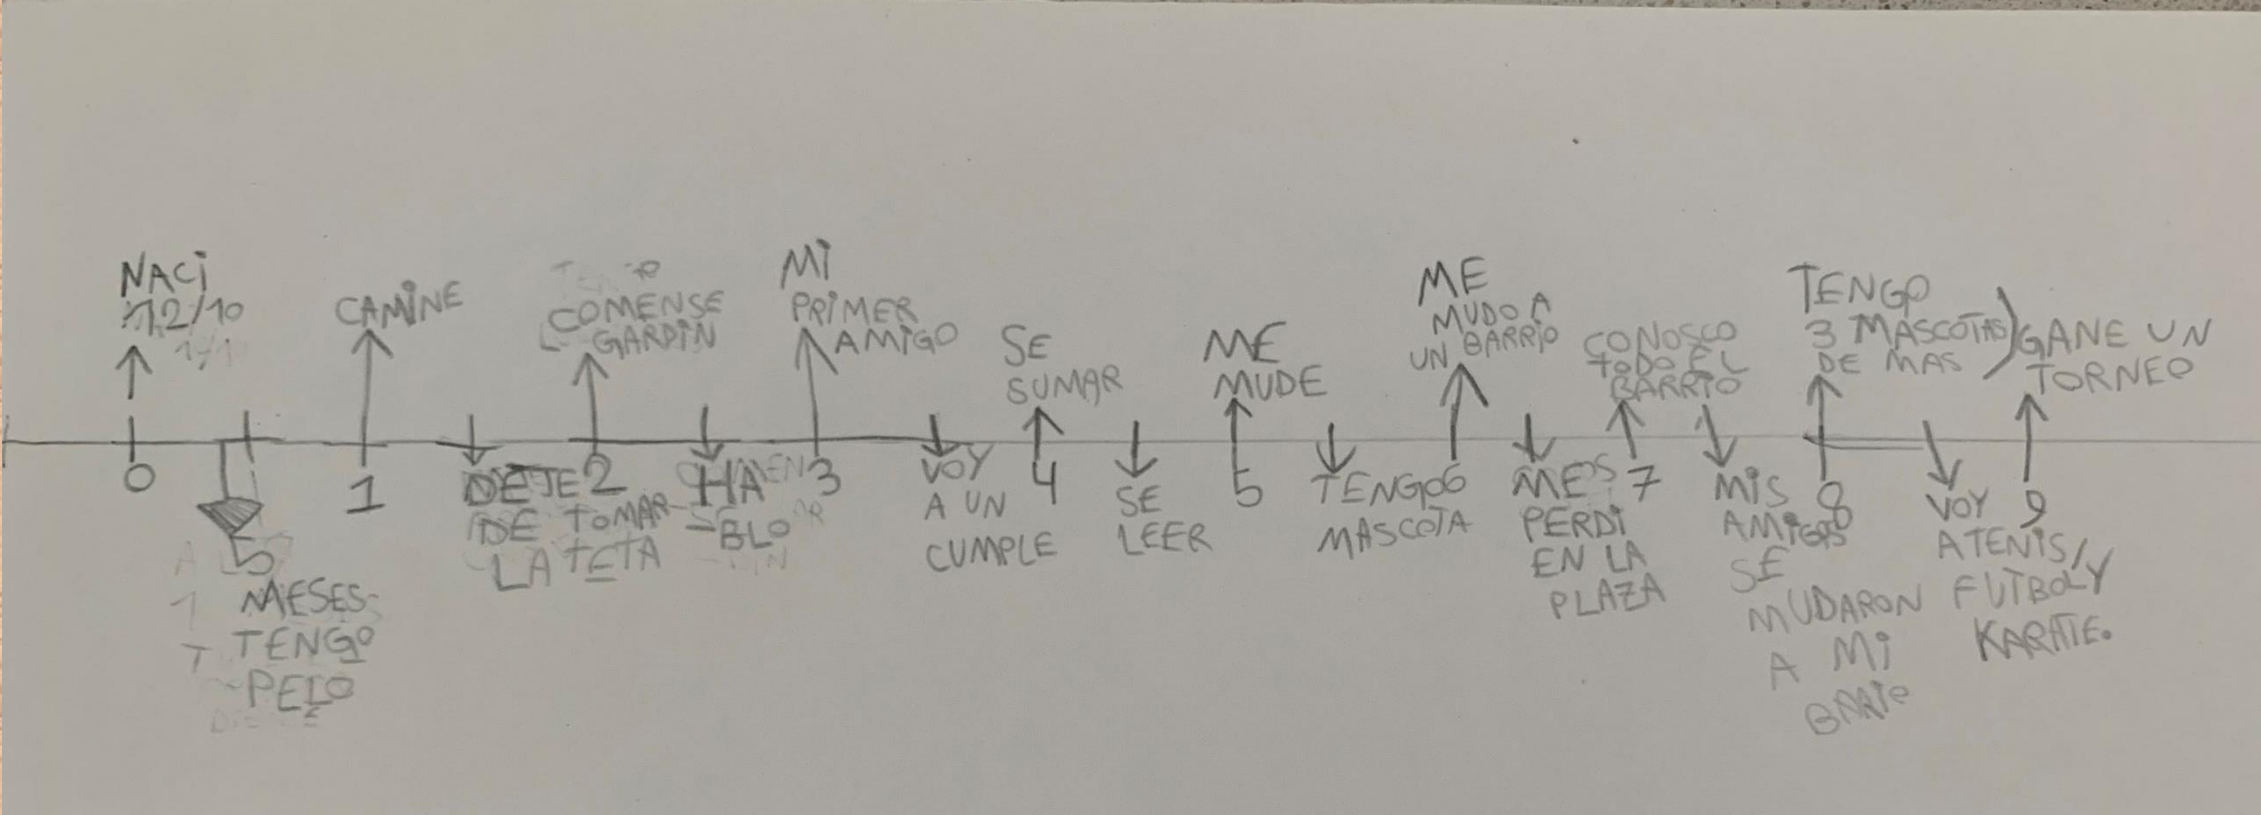 NACI
12/10
0
5
MESES
TENGO
PELO
CAMINE
1
DEJE
DE TOMAR
LA TETA
COMENSE
GARDIN
2
HA
BLO
MI
PRIMER
AMIGO
3
VOY
A UN
CUMPLE
SE
SUMAR
4
SE
LEER
ME
MUDE
5
TENGO
MASCOTA
ME
MUDO A
UN BARRIO
6
ME
PERDI
EN LA
PLAZA
CONOSCO
TODO EL
BARRIO
7
MIS
AMIGOS
SE
MUDARON
A MI
BARIO
TENGO
3 MASCOTAS
DE MAS
8
VOY
A TENIS/
FUTBOL Y
KARATE.
GANE UN
TORNEO
9